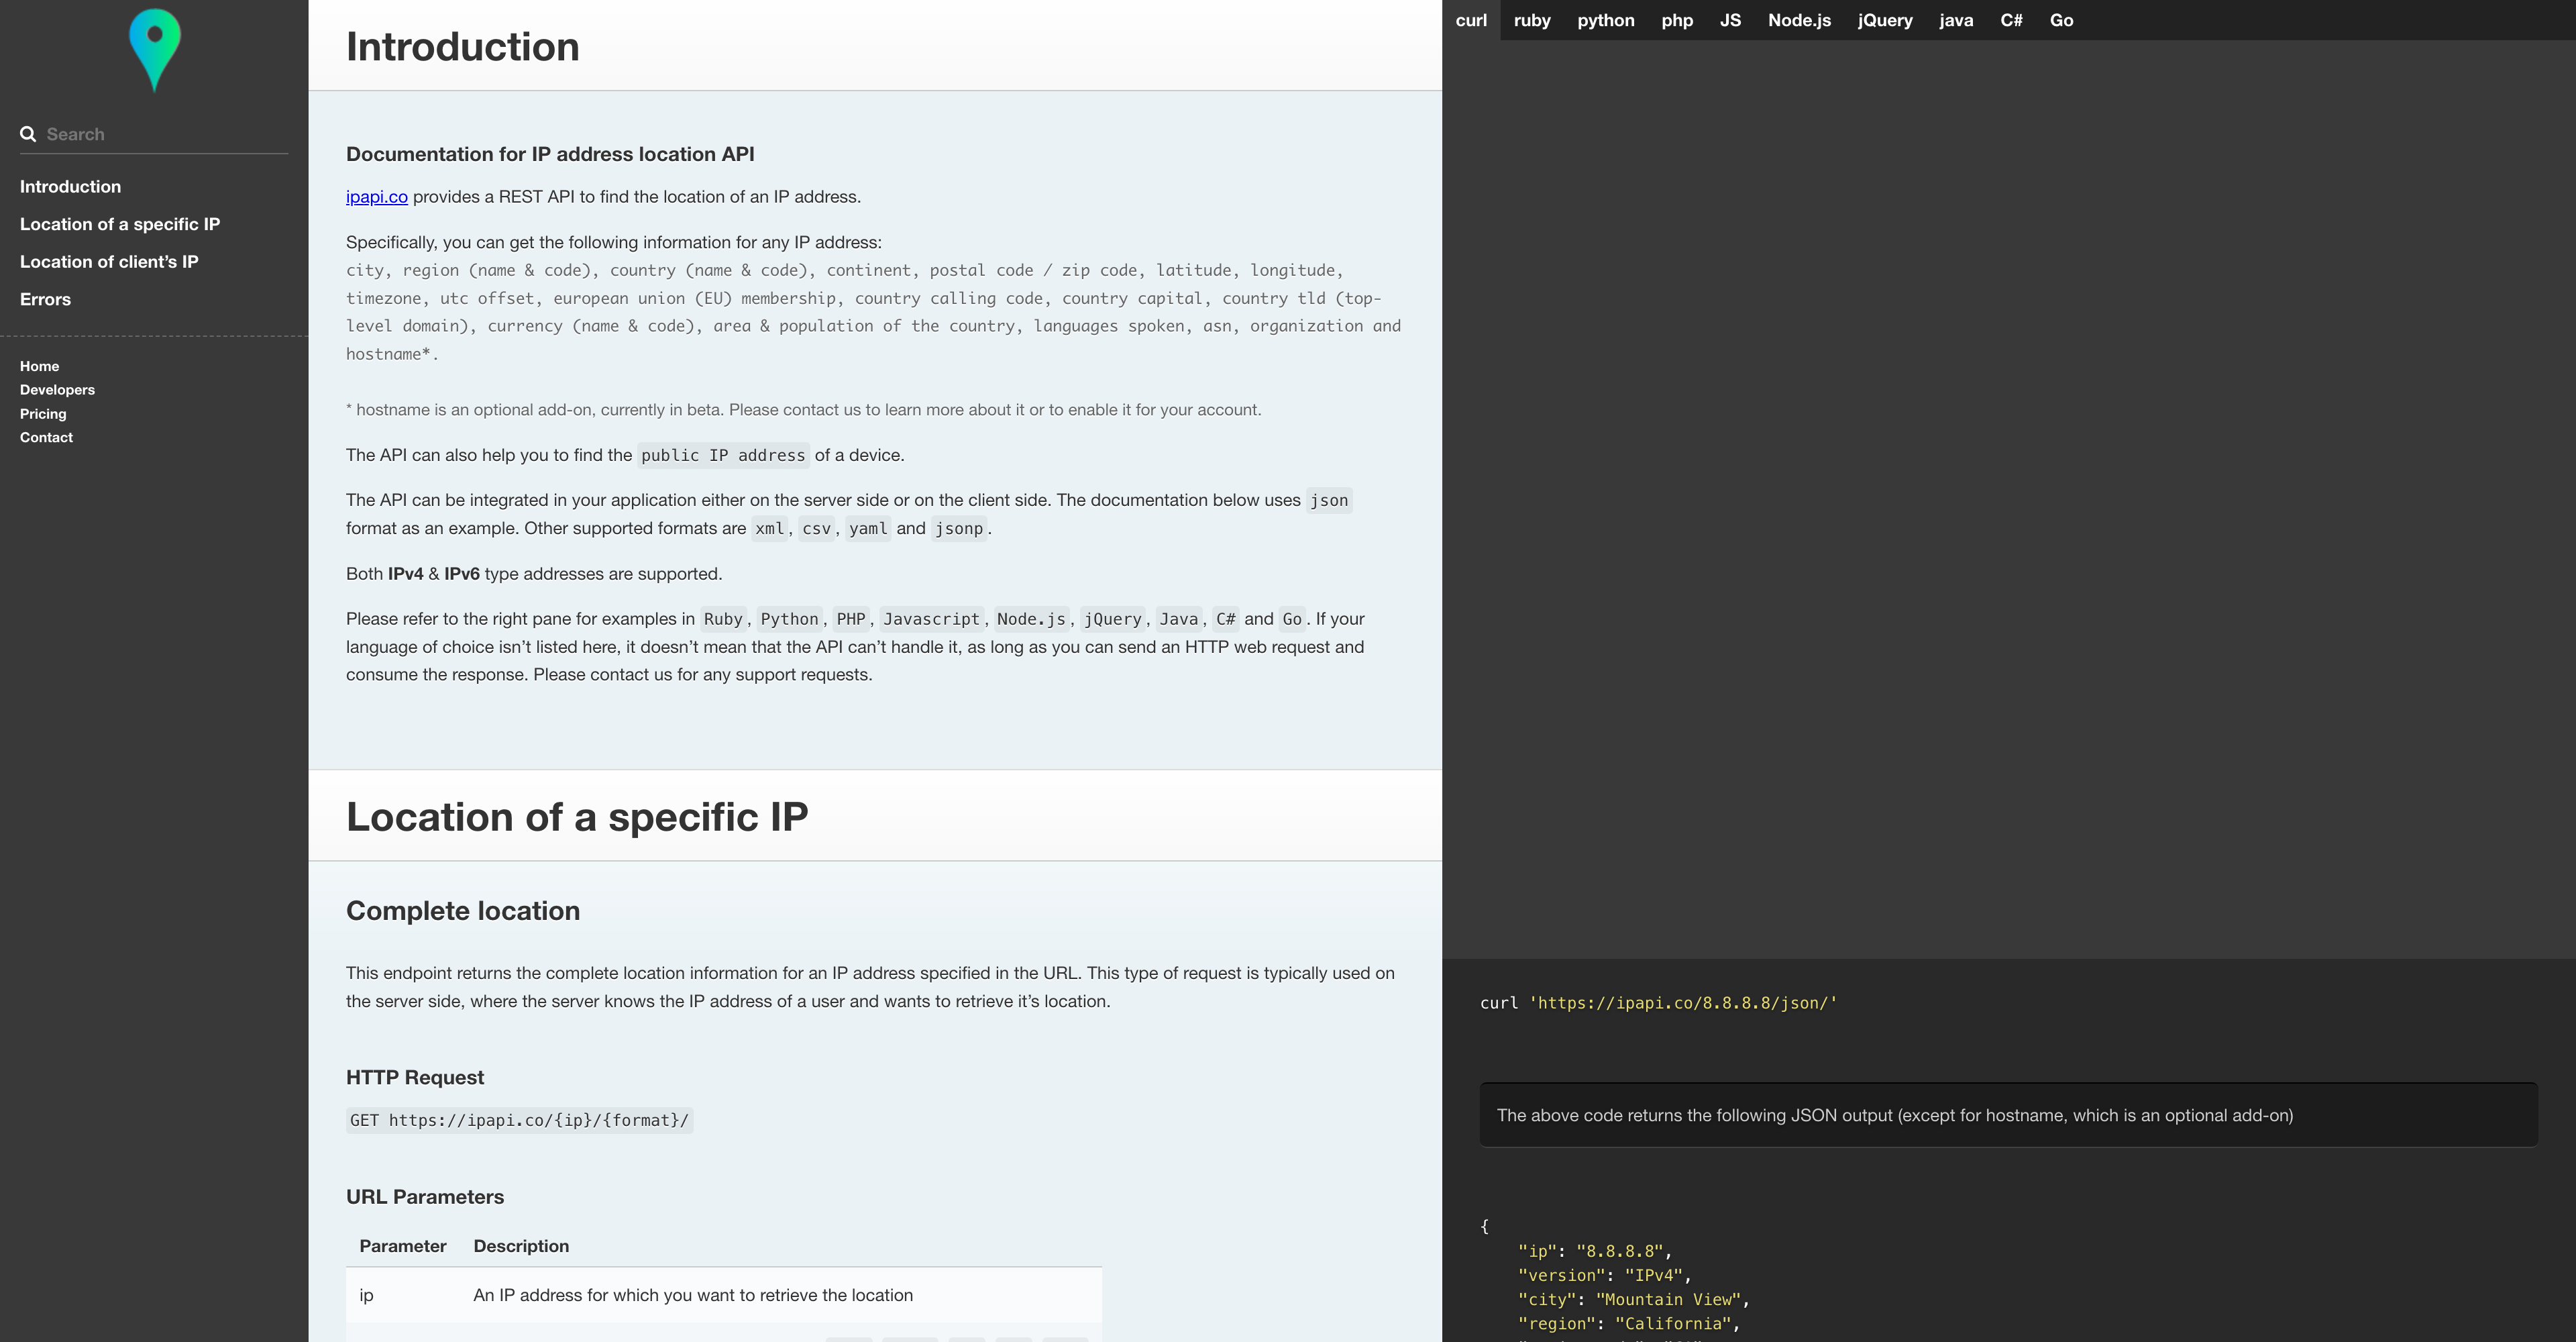 Search
Introduction
Location of a specific IP
Location of client’s IP
Errors
Home
Developers
Pricing
Contact
Introduction
Documentation for IP address location API
ipapi.co provides a REST API to find the location of an IP address.
Specifically, you can get the following information for any IP address:
city, region (name & code), country (name & code), continent, postal code / zip code, latitude, longitude,
timezone, utc offset, european union (EU) membership, country calling code, country capital, country tld (top-
level domain), currency (name & code), area & population of the country, languages spoken, asn, organization and
hostname*.
* hostname is an optional add-on, currently in beta. Please contact us to learn more about it or to enable it for your account.
The API can also help you to find the public IP address of a device.
The API can be integrated in your application either on the server side or on the client side. The documentation below uses json
format as an example. Other supported formats are xml, csv, yaml and jsonp.
Both IPv4 & IPv6 type addresses are supported.
Please refer to the right pane for examples in Ruby, Python, PHP, Javascript, Node.js, jQuery, Java, C# and Go. If your
language of choice isn’t listed here, it doesn’t mean that the API can’t handle it, as long as you can send an HTTP web request and
consume the response. Please contact us for any support requests.
Location of a specific IP
Complete location
This endpoint returns the complete location information for an IP address specified in the URL. This type of request is typically used on
the server side, where the server knows the IP address of a user and wants to retrieve it’s location.
HTTP Request
GET https://ipapi.co/{ip}/{format}/
URL Parameters
Parameter Description
ip An IP address for which you want to retrieve the location
curl ruby python php JS Node.js jQuery java C# Go
curl 'https://ipapi.co/8.8.8.8/json/'
The above code returns the following JSON output (except for hostname, which is an optional add-on)
{
"ip": "8.8.8.8",
"version": "IPv4",
"city": "Mountain View",
"region": "California",